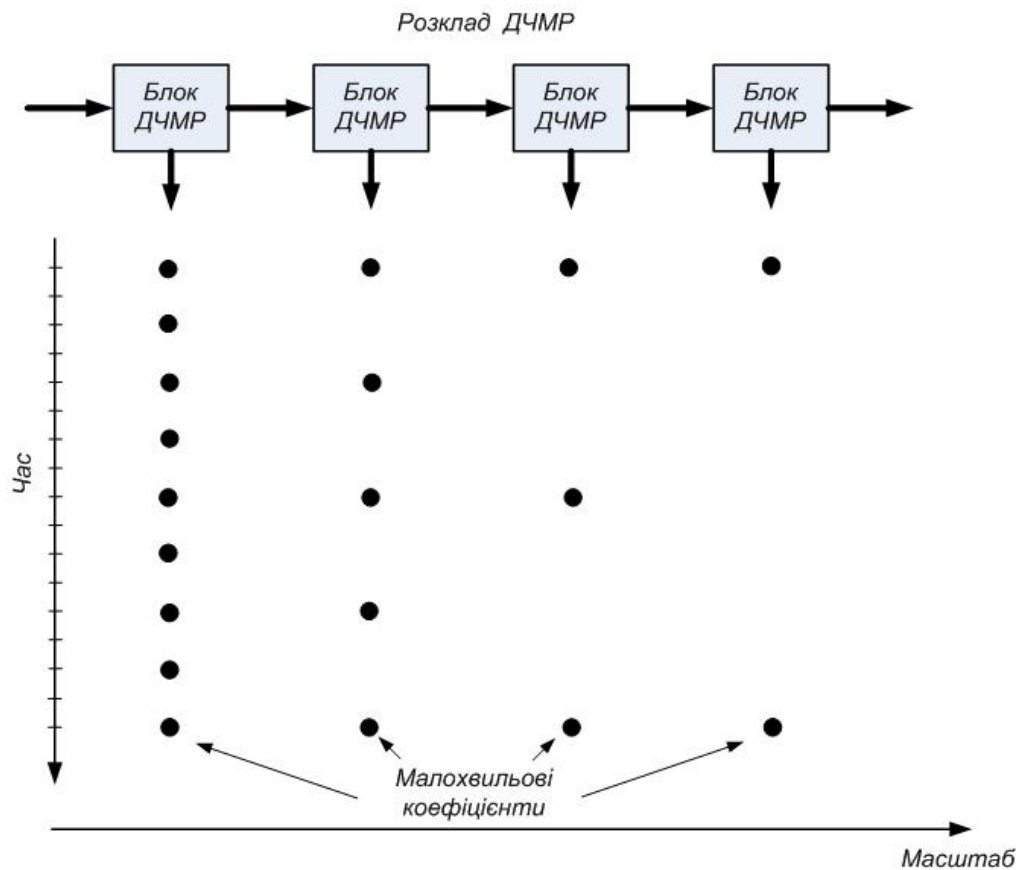 Розклад ДЧМР
Блок
ДЧМР
Блок
ДЧМР
Блок
ДЧМР
Блок
ДЧМР
Час
Малохвильові
коефіцієнти
Масштаб